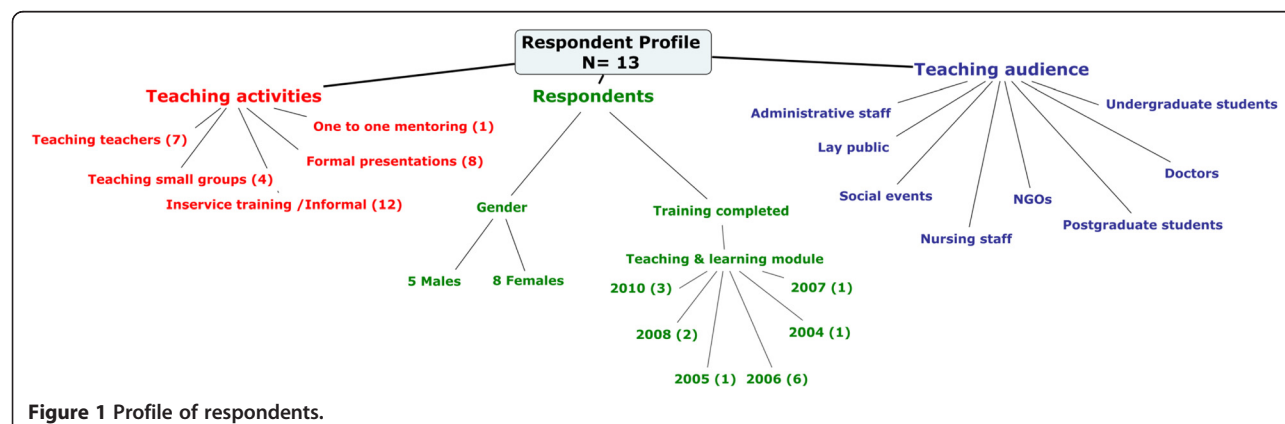 Respondent Profile
N= 13
Teaching activities
Teaching teachers (7)
Teaching small groups (4)
Inservice training /Informal (12)
Formal presentations (8)
One to one mentoring (1)
Respondents
Gender
5 Males
8 Females
Training completed
Teaching & learning module
2010 (3)
2008 (2)
2005 (1)
2006 (6)
2004 (1)
2007 (1)
Teaching audience
Administrative staff
Lay public
Social events
Nursing staff
NGOs
Postgraduate students
Doctors
Undergraduate students
Figure 1 Profile of respondents.